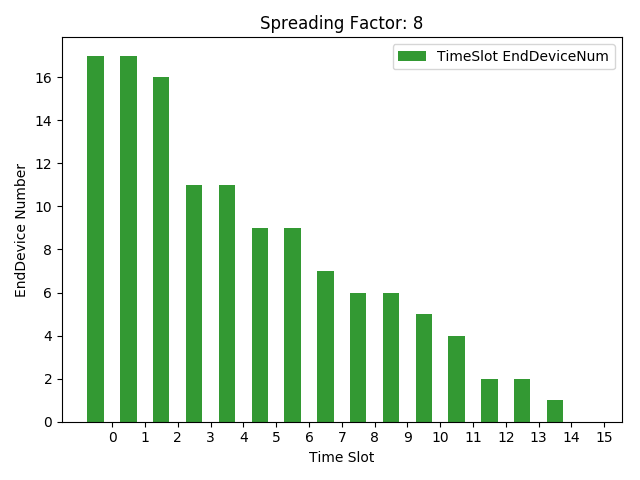 Spreading Factor: 8
TimeSlot EndDeviceNum
EndDevice Number
16
14
12
10
8
6
4
2
0
0 1 2 3 4 5 6 7 8 9 10 11 12 13 14 15
Time Slot